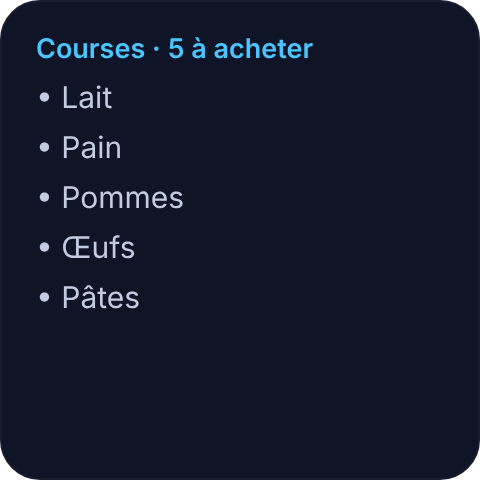 Courses · 5 à acheter
• Lait
• Pain
• Pommes
• Œufs
• Pâtes